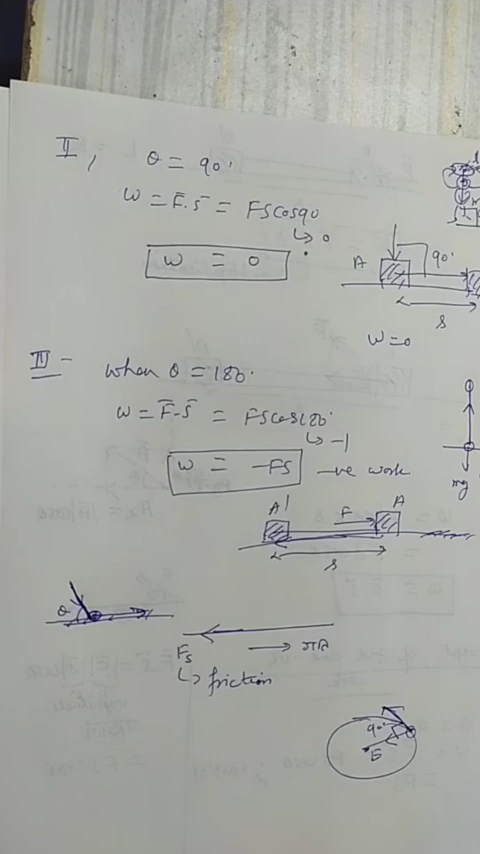 II, θ = 90°
W = F̄.S̄ = FScos90
↳ 0
W = 0
A 90°
S
W=0
III - when θ = 180°
W = F̄.S̄ = FScos180°
↳ -1
W = -FS -ve work
A' F A
S
mg
θ
Fs
↳ friction
90°